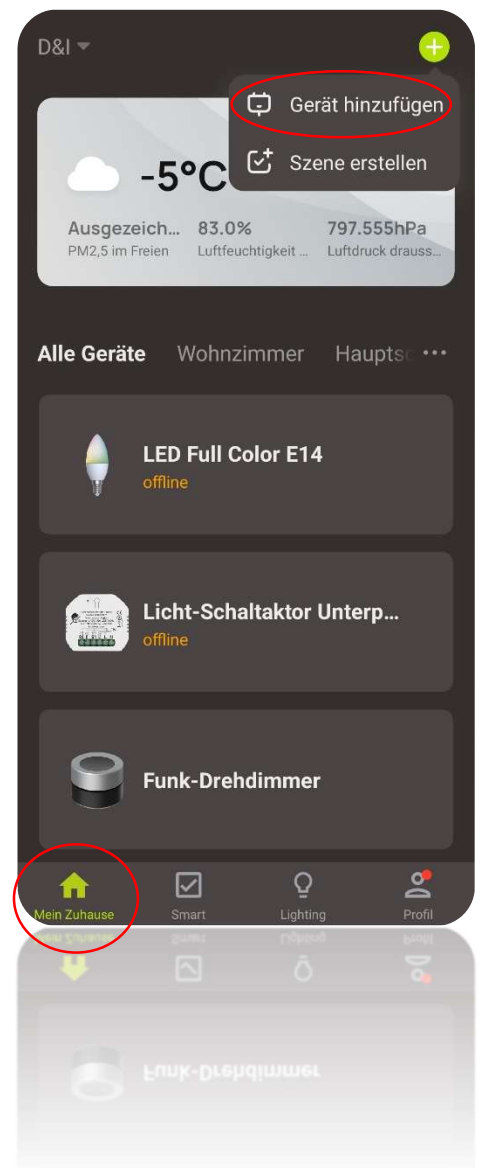 D&I
Gerät hinzufügen
Szene erstellen
-5°C
Ausgezeich... 83.0% 797.555hPa
PM2,5 im Freien Luftfeuchtigkeit ... Luftdruck drauss...
Alle Geräte Wohnzimmer Hauptsc ...
LED Full Color E14
offline
Licht-Schaltaktor Unterp...
offline
Funk-Drehdimmer
Mein Zuhause Smart Lighting Profil